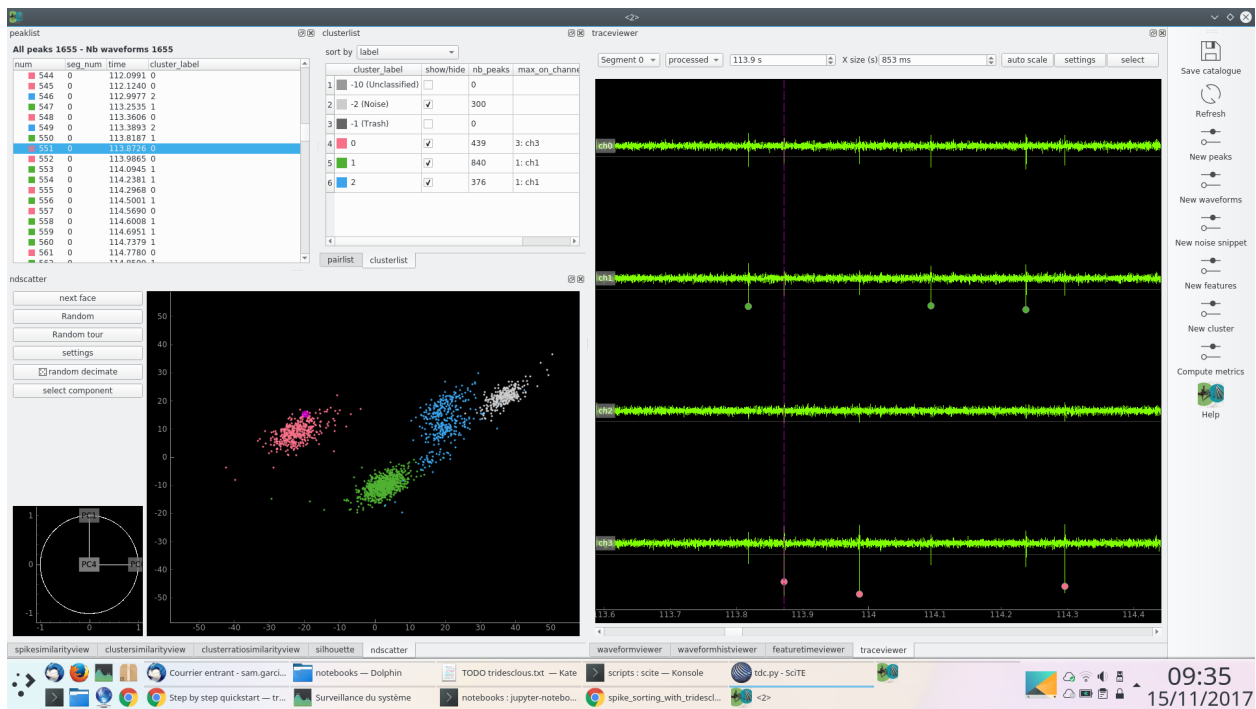 <2>
peaklist
All peaks 1655 - Nb waveforms 1655
num seg_num time cluster_label
544 0 112.0991 0
545 0 112.1240 0
546 0 112.9977 2
547 0 113.2535 1
548 0 113.3606 0
549 0 113.3893 2
550 0 113.8187 1
551 0 113.8726 0
552 0 113.9865 0
553 0 114.0945 1
554 0 114.2381 1
555 0 114.2968 0
556 0 114.5001 1
557 0 114.5690 0
558 0 114.6008 1
559 0 114.6951 1
560 0 114.7379 1
561 0 114.7780 0
clusterlist
sort by label
cluster_label show/hide nb_peaks max_on_channe
1 -10 (Unclassified) 0
2 -2 (Noise) 300
3 -1 (Trash) 0
4 0 439 3: ch3
5 1 840 1: ch1
6 2 376 1: ch1
pairlist clusterlist
ndscatter
next face
Random
Random tour
settings
random decimate
select component
50
40
30
20
10
0
-10
-20
-30
-40
-50
-50 -40 -30 -20 -10 0 10 20 30 40 50
1
0
-1
-1 0 1
PC1
PC4
spikesimilarityview clustersimilarityview clusterratiosimilarityview silhouette ndscatter
traceviewer
Segment 0 processed 113.9 s X size (s) 853 ms auto scale settings select
ch0
ch1
ch2
ch3
113.6 113.7 113.8 113.9 114 114.1 114.2 114.3 114.4
waveformviewer waveformhistviewer featuretimeviewer traceviewer
Save catalogue
Refresh
New peaks
New waveforms
New noise snippet
New features
New cluster
Compute metrics
Help
Courrier entrant - sam.garci...
notebooks — Dolphin
TODO tridesclous.txt — Kate
scripts : scite — Konsole
tdc.py - SciTE
Step by step quickstart — tr...
Surveillance du système
notebooks : jupyter-notebo...
spike_sorting_with_tridescl...
<2>
09:35
15/11/2017